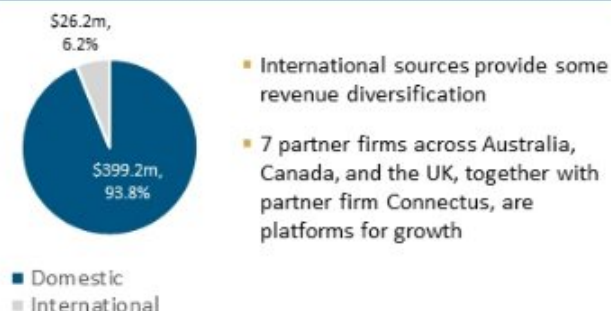 $26.2m,
6.2%
$399.2m,
93.8%
Domestic
International
International sources provide some
revenue diversification
7 partner firms across Australia,
Canada, and the UK, together with
partner firm Connectus, are
platforms for growth